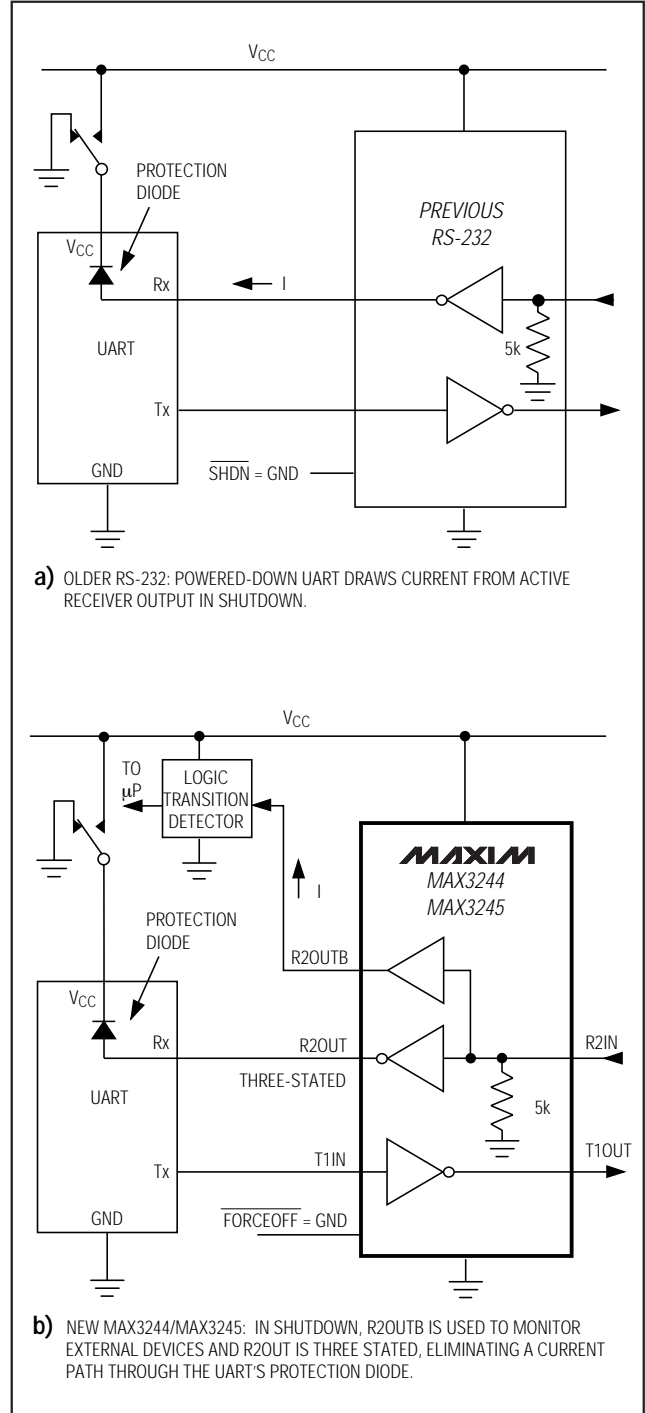 VCC
PROTECTION
DIODE
PREVIOUS
RS-232
VCC
Rx
I
5k
UART
Tx
GND
SHDN = GND
a) OLDER RS-232: POWERED-DOWN UART DRAWS CURRENT FROM ACTIVE
RECEIVER OUTPUT IN SHUTDOWN.
VCC
TO
μP
LOGIC
TRANSITION
DETECTOR
MAXIM
MAX3244
MAX3245
I
PROTECTION
DIODE
R2OUTB
VCC
Rx
R2OUT
R2IN
THREE-STATED
UART
5k
Tx
T1IN
T1OUT
GND
FORCEOFF = GND
b) NEW MAX3244/MAX3245: IN SHUTDOWN, R2OUTB IS USED TO MONITOR
EXTERNAL DEVICES AND R2OUT IS THREE STATED, ELIMINATING A CURRENT
PATH THROUGH THE UART'S PROTECTION DIODE.